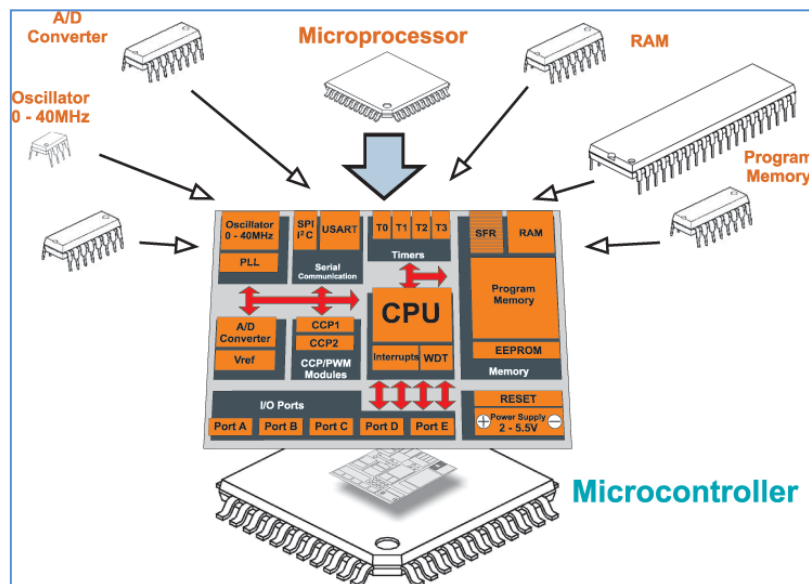 A/D
Converter
Microprocessor
RAM
Oscillator
0 - 40MHz
Program
Memory
Oscillator
0 - 40MHz
PLL
SPI
I²C
USART
Serial
Communication
T0 T1 T2 T3
Timers
SFR
RAM
Program
Memory
EEPROM
Memory
A/D
Converter
Vref
CCP1
CCP2
CCP/PWM
Modules
CPU
Interrupts
WDT
I/O Ports
Port A Port B Port C Port D Port E
RESET
Power Supply
2 - 5.5V
Microcontroller